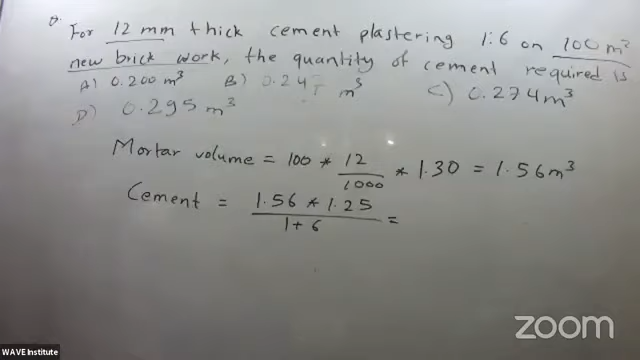 Q. For 12 mm thick cement plastering 1:6 on 100 m²
new brick work, the quantity of cement required is
A) 0.200 m³ B) m³ C) 0.274 m³
D) 0.295 m³
Mortar volume = 100 * 12/1000 * 1.30 = 1.56 m³
Cement = 1.56 * 1.25 / 1+6 =
zoom
WAVE Institute